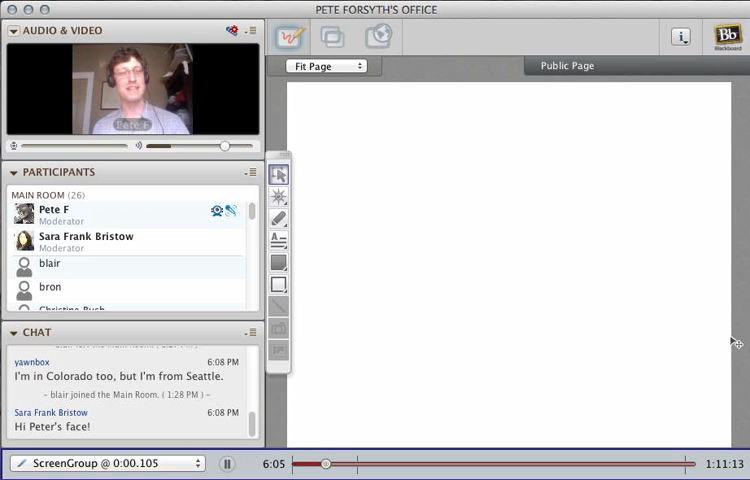 PETE FORSYTH'S OFFICE
AUDIO & VIDEO
Pete F
PARTICIPANTS
MAIN ROOM (26)
Pete F
Moderator
Sara Frank Bristow
Moderator
blair
bron
CHAT
yawnbox 6:08 PM
I'm in Colorado too, but I'm from Seattle.
- blair joined the Main Room. ( 1:28 PM ) -
Sara Frank Bristow 6:08 PM
Hi Peter's face!
ScreenGroup @ 0:00.105
6:05
1:11:13
Fit Page
Public Page
i
Bb
Blackboard